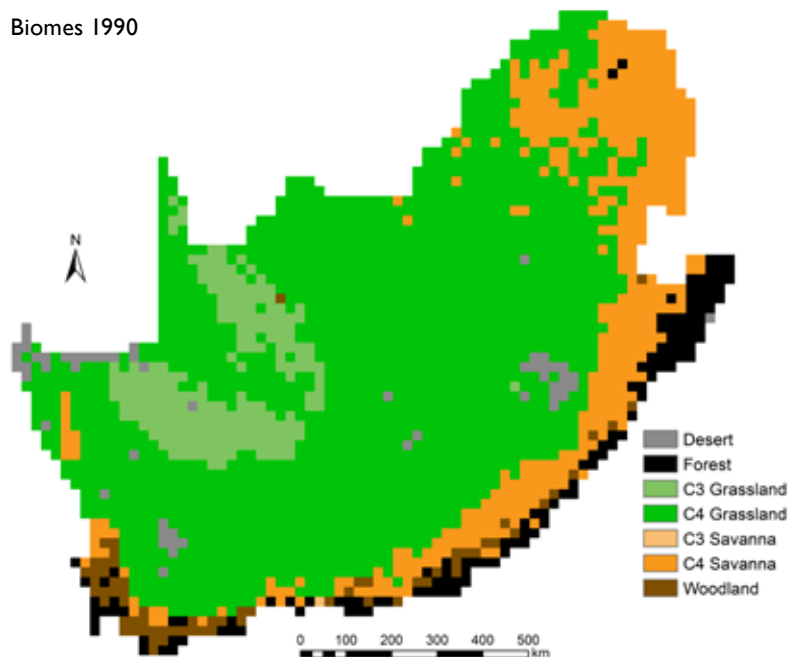 Biomes 1990
N
Desert
Forest
C3 Grassland
C4 Grassland
C3 Savanna
C4 Savanna
Woodland
0 100 200 300 400 500
km